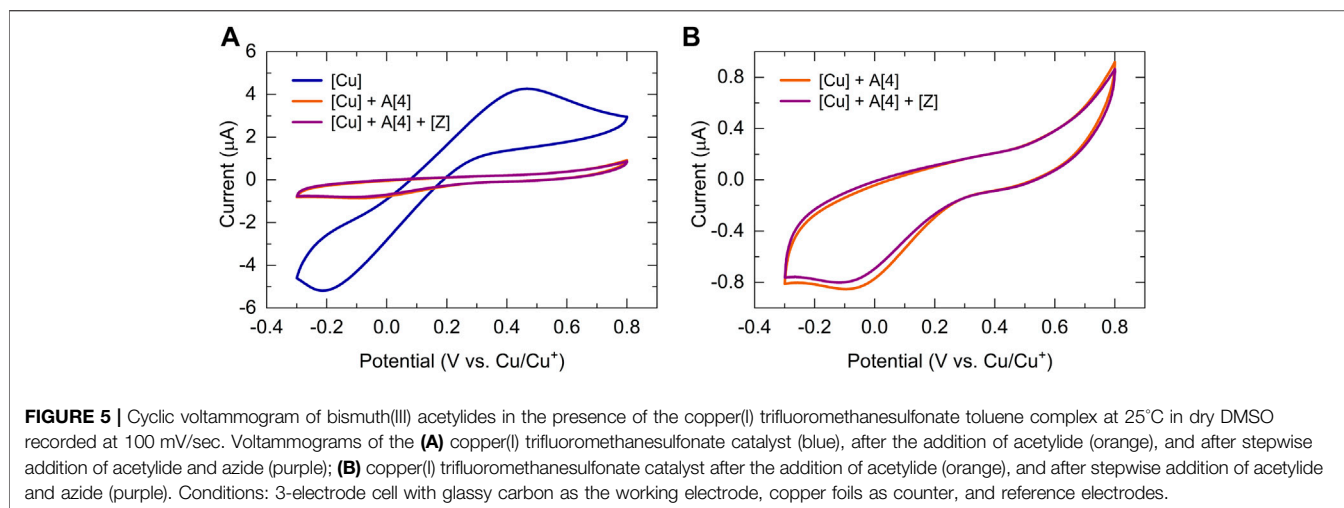 A
6
4
2
0
-2
-4
-6
Current (μA)
[Cu]
[Cu] + A[4]
[Cu] + A[4] + [Z]
-0.4 -0.2 0.0 0.2 0.4 0.6 0.8
Potential (V vs. Cu/Cu⁺)
B
0.8
0.4
0.0
-0.4
-0.8
Current (μA)
[Cu] + A[4]
[Cu] + A[4] + [Z]
-0.4 -0.2 0.0 0.2 0.4 0.6 0.8
Potential (V vs. Cu/Cu⁺)
FIGURE 5 | Cyclic voltammogram of bismuth(III) acetylides in the presence of the copper(I) trifluoromethanesulfonate toluene complex at 25°C in dry DMSO
recorded at 100 mV/sec. Voltammograms of the (A) copper(I) trifluoromethanesulfonate catalyst (blue), after the addition of acetylide (orange), and after stepwise
addition of acetylide and azide (purple); (B) copper(I) trifluoromethanesulfonate catalyst after the addition of acetylide (orange), and after stepwise addition of acetylide
and azide (purple). Conditions: 3-electrode cell with glassy carbon as the working electrode, copper foils as counter, and reference electrodes.